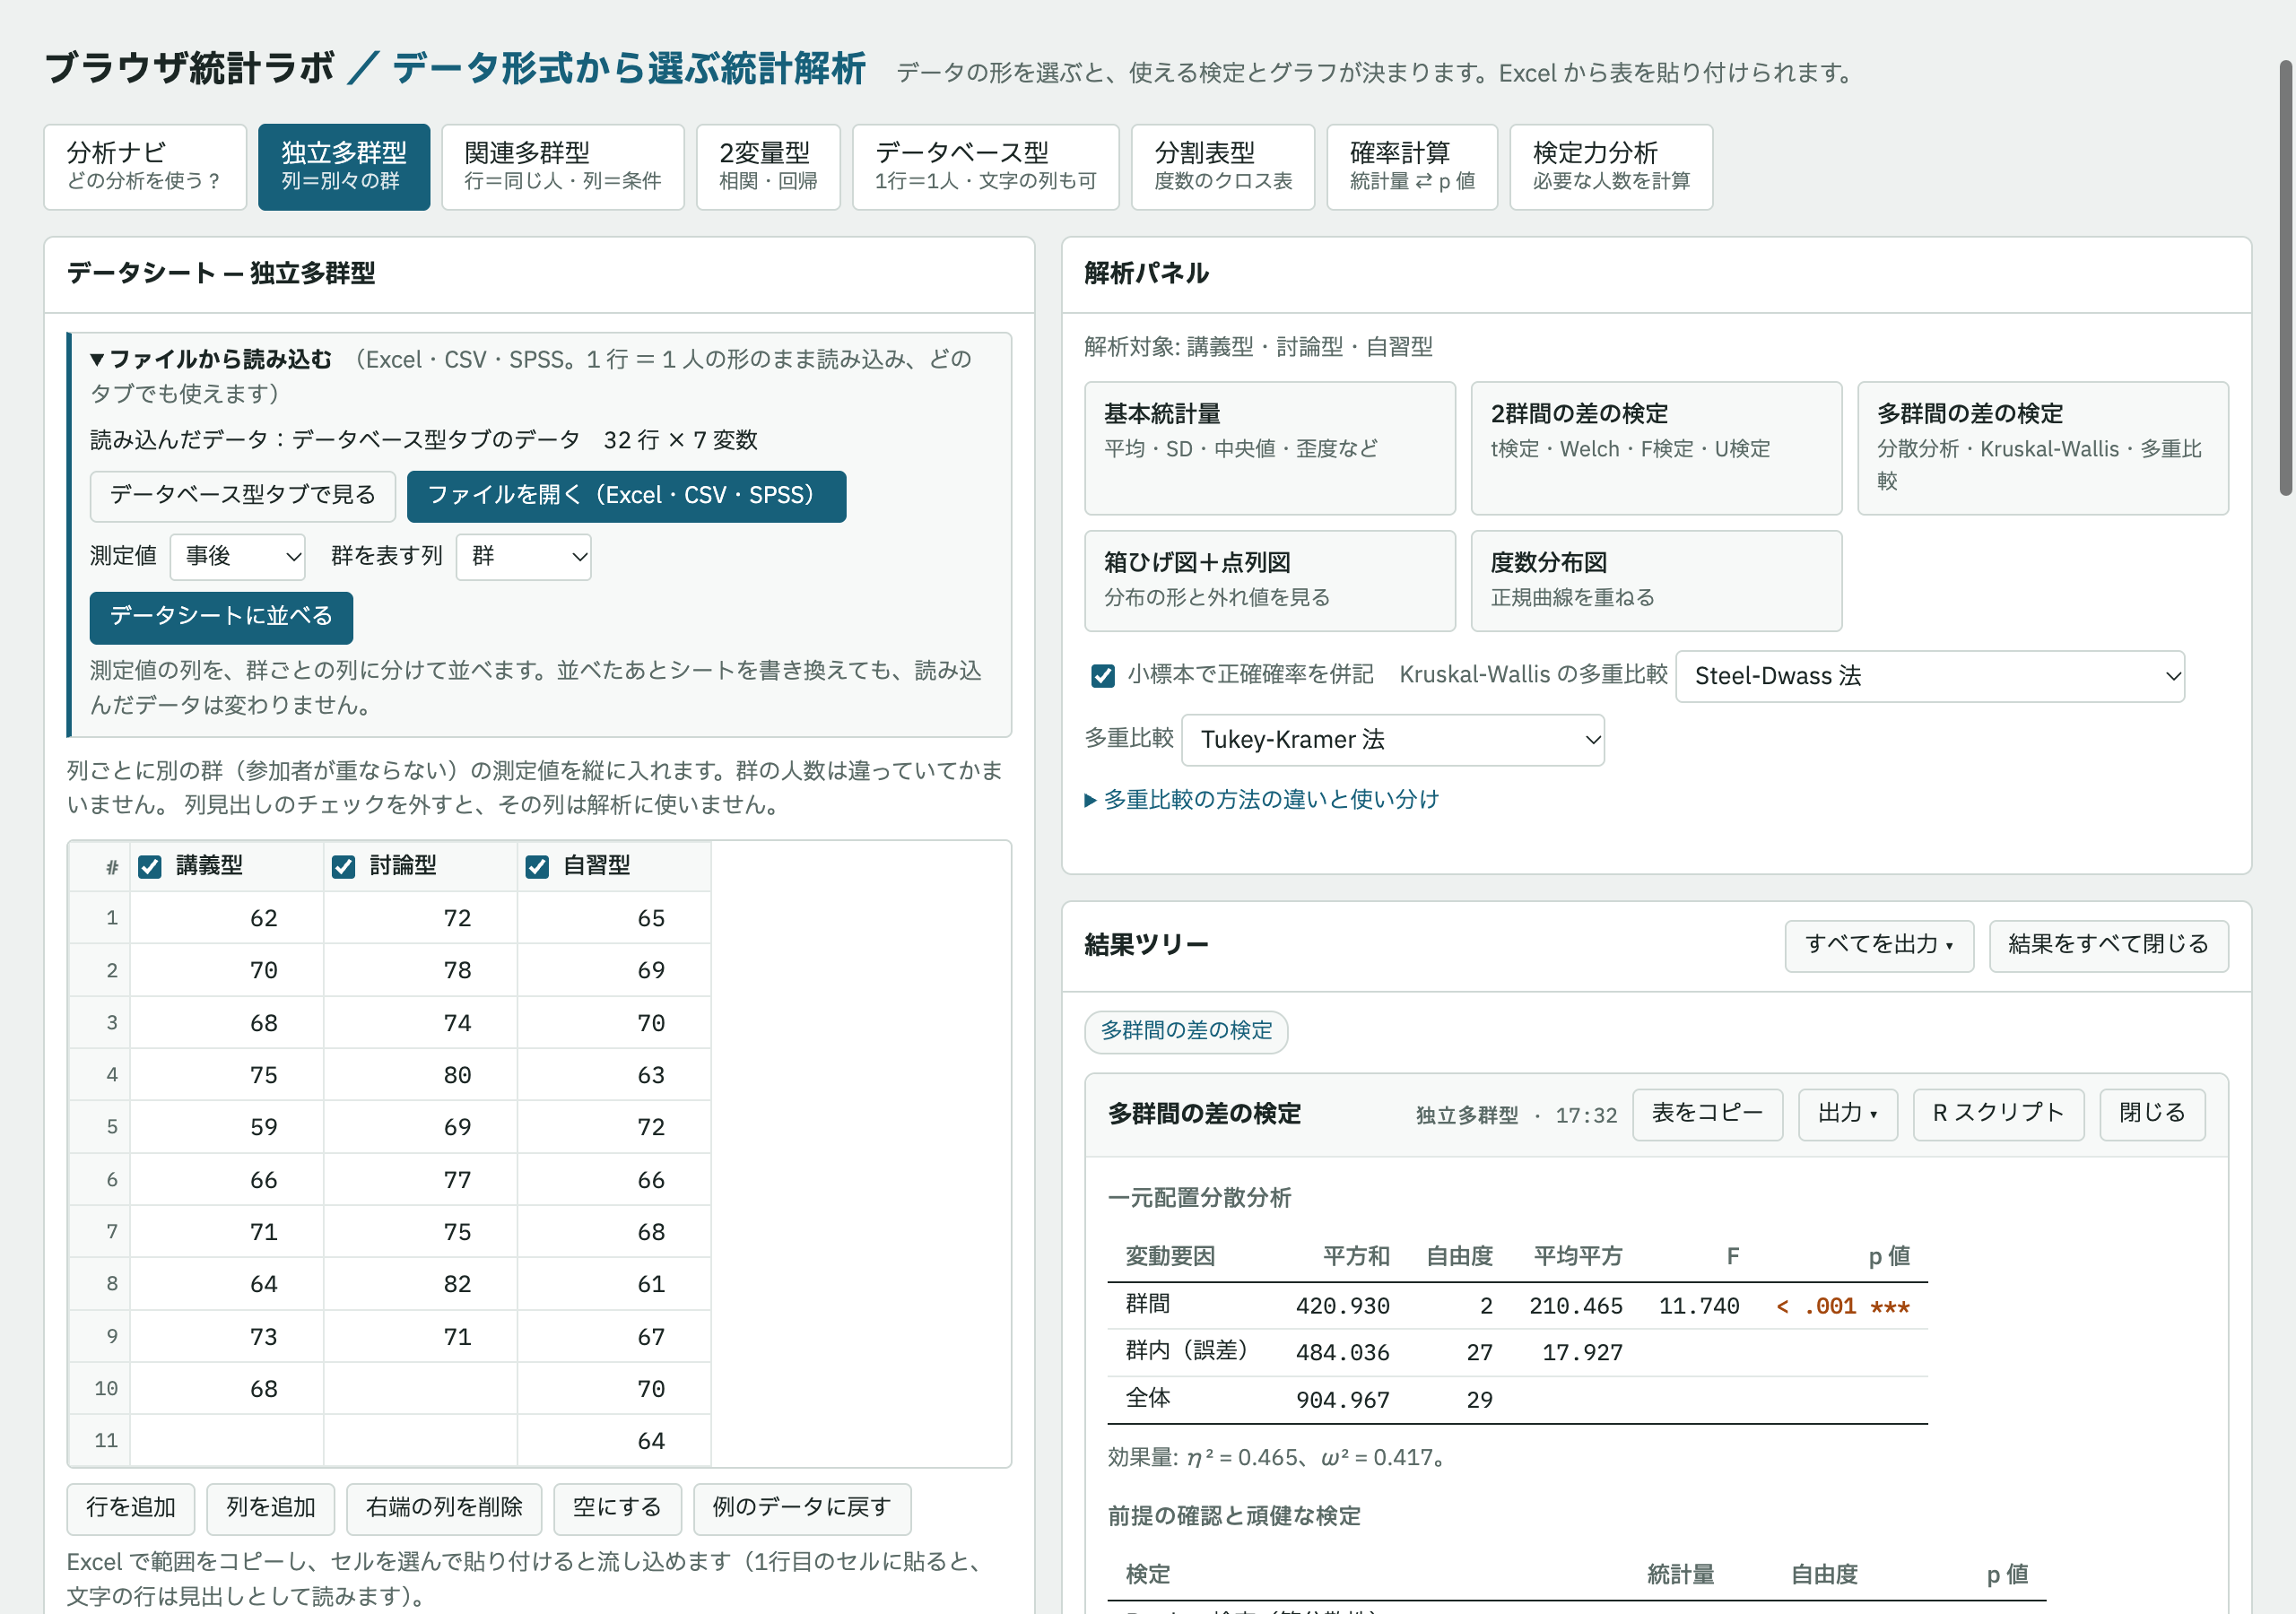 ブラウザ統計ラボ ／ データ形式から選ぶ統計解析 データの形を選ぶと、使える検定とグラフが決まります。Excel から表を貼り付けられます。
分析ナビ
どの分析を使う？
独立多群型
列＝別々の群
関連多群型
行＝同じ人・列＝条件
2変量型
相関・回帰
データベース型
1行＝1人・文字の列も可
分割表型
度数のクロス表
確率計算
統計量 ⇄ p 値
検定力分析
必要な人数を計算
データシート — 独立多群型
▼ファイルから読み込む （Excel・CSV・SPSS。1 行 ＝ 1 人の形のまま読み込み、どの
タブでも使えます）
読み込んだデータ：データベース型タブのデータ 32 行 × 7 変数
データベース型タブで見る ファイルを開く（Excel・CSV・SPSS）
測定値 事後 群を表す列 群
データシートに並べる
測定値の列を、群ごとの列に分けて並べます。並べたあとシートを書き換えても、読み込
んだデータは変わりません。
列ごとに別の群（参加者が重ならない）の測定値を縦に入れます。群の人数は違っていてかま
いません。 列見出しのチェックを外すと、その列は解析に使いません。
# 講義型 討論型 自習型
1 62 72 65
2 70 78 69
3 68 74 70
4 75 80 63
5 59 69 72
6 66 77 66
7 71 75 68
8 64 82 61
9 73 71 67
10 68 70
11 64
行を追加 列を追加 右端の列を削除 空にする 例のデータに戻す
Excel で範囲をコピーし、セルを選んで貼り付けると流し込めます（1行目のセルに貼ると、
文字の行は見出しとして読みます）。
解析パネル
解析対象: 講義型・討論型・自習型
基本統計量
平均・SD・中央値・歪度など
2群間の差の検定
t検定・Welch・F検定・U検定
多群間の差の検定
分散分析・Kruskal-Wallis・多重比
較
箱ひげ図＋点列図
分布の形と外れ値を見る
度数分布図
正規曲線を重ねる
小標本で正確確率を併記 Kruskal-Wallis の多重比較 Steel-Dwass 法
多重比較 Tukey-Kramer 法
▶ 多重比較の方法の違いと使い分け
結果ツリー すべてを出力 ▾ 結果をすべて閉じる
多群間の差の検定
多群間の差の検定 独立多群型 · 17:32 表をコピー 出力 ▾ R スクリプト 閉じる
一元配置分散分析
変動要因 平方和 自由度 平均平方 F p 値
群間 420.930 2 210.465 11.740 < .001 ***
群内（誤差） 484.036 27 17.927
全体 904.967 29
効果量: η² = 0.465、ω² = 0.417。
前提の確認と頑健な検定
検定 統計量 自由度 p 値